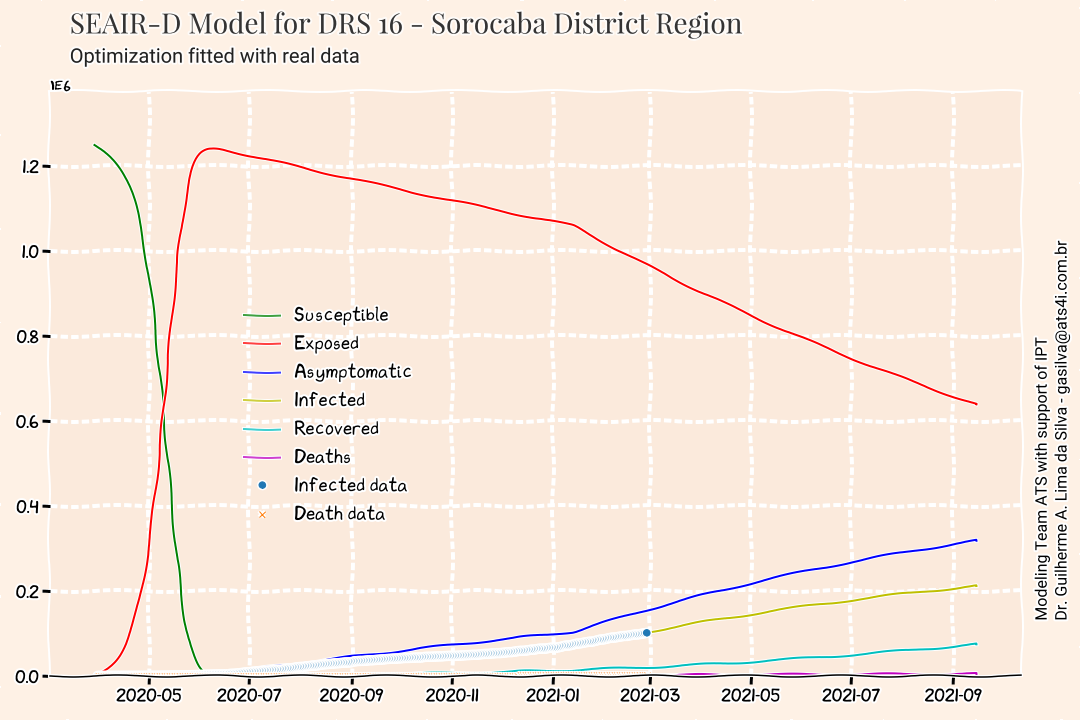 SEAIR-D Model for DRS 16 - Sorocaba District Region
Optimization fitted with real data
1E6
1.2
1.0
0.8
0.6
0.4
0.2
0.0
Susceptible
Exposed
Asymptomatic
Infected
Recovered
Deaths
Infected data
Death data
2020-05
2020-07
2020-09
2020-11
2021-01
2021-03
2021-05
2021-07
2021-09
Modeling Team ATS with support of IPT
Dr. Guilherme A. Lima da Silva - gasilva@ats4i.com.br